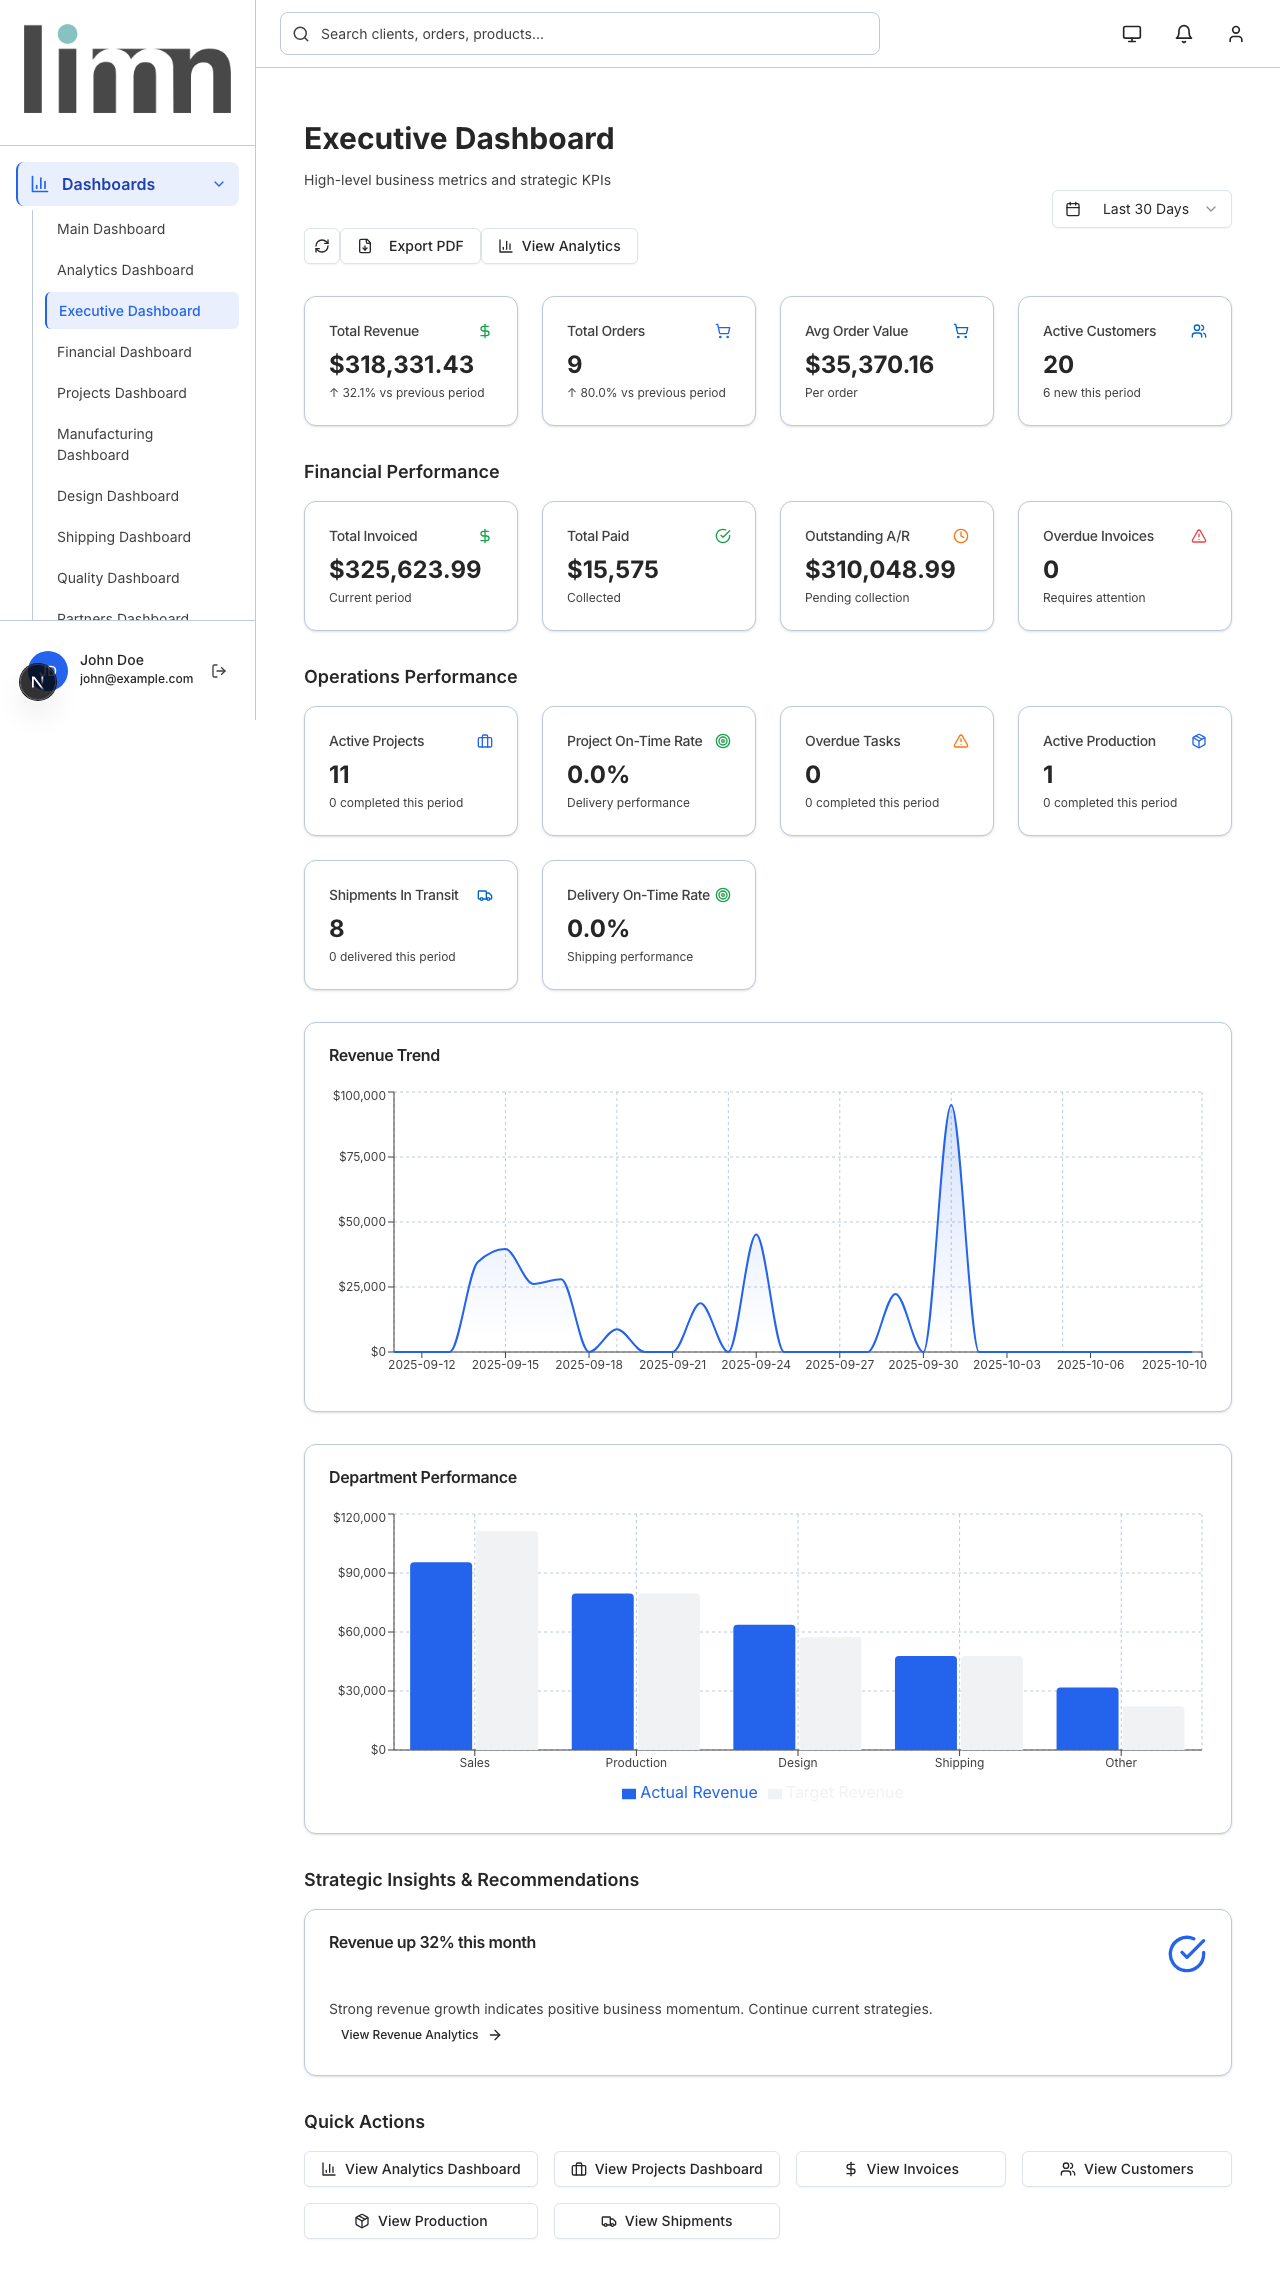 limn
Search clients, orders, products...
Dashboards
Main Dashboard
Analytics Dashboard
Executive Dashboard
Financial Dashboard
Projects Dashboard
Manufacturing
Dashboard
Design Dashboard
Shipping Dashboard
Quality Dashboard
Partners Dashboard
John Doe
john@example.com
N
Executive Dashboard
High-level business metrics and strategic KPIs
Last 30 Days
Export PDF
View Analytics
Total Revenue
$318,331.43
↑ 32.1% vs previous period
Total Orders
9
↑ 80.0% vs previous period
Avg Order Value
$35,370.16
Per order
Active Customers
20
6 new this period
Financial Performance
Total Invoiced
$325,623.99
Current period
Total Paid
$15,575
Collected
Outstanding A/R
$310,048.99
Pending collection
Overdue Invoices
0
Requires attention
Operations Performance
Active Projects
11
0 completed this period
Project On-Time Rate
0.0%
Delivery performance
Overdue Tasks
0
0 completed this period
Active Production
1
0 completed this period
Shipments In Transit
8
0 delivered this period
Delivery On-Time Rate
0.0%
Shipping performance
Revenue Trend
$100,000
$75,000
$50,000
$25,000
$0
2025-09-12 2025-09-15 2025-09-18 2025-09-21 2025-09-24 2025-09-27 2025-09-30 2025-10-03 2025-10-06 2025-10-10
Department Performance
$120,000
$90,000
$60,000
$30,000
$0
Sales Production Design Shipping Other
Actual Revenue Target Revenue
Strategic Insights & Recommendations
Revenue up 32% this month
Strong revenue growth indicates positive business momentum. Continue current strategies.
View Revenue Analytics
Quick Actions
View Analytics Dashboard
View Projects Dashboard
View Invoices
View Customers
View Production
View Shipments